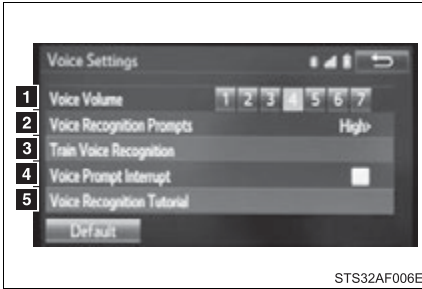 Voice Settings
1 Voice Volume 1 2 3 4 5 6 7
2 Voice Recognition Prompts High>
3 Train Voice Recognition
4 Voice Prompt Interrupt
5 Voice Recognition Tutorial
Default
STS32AF006E